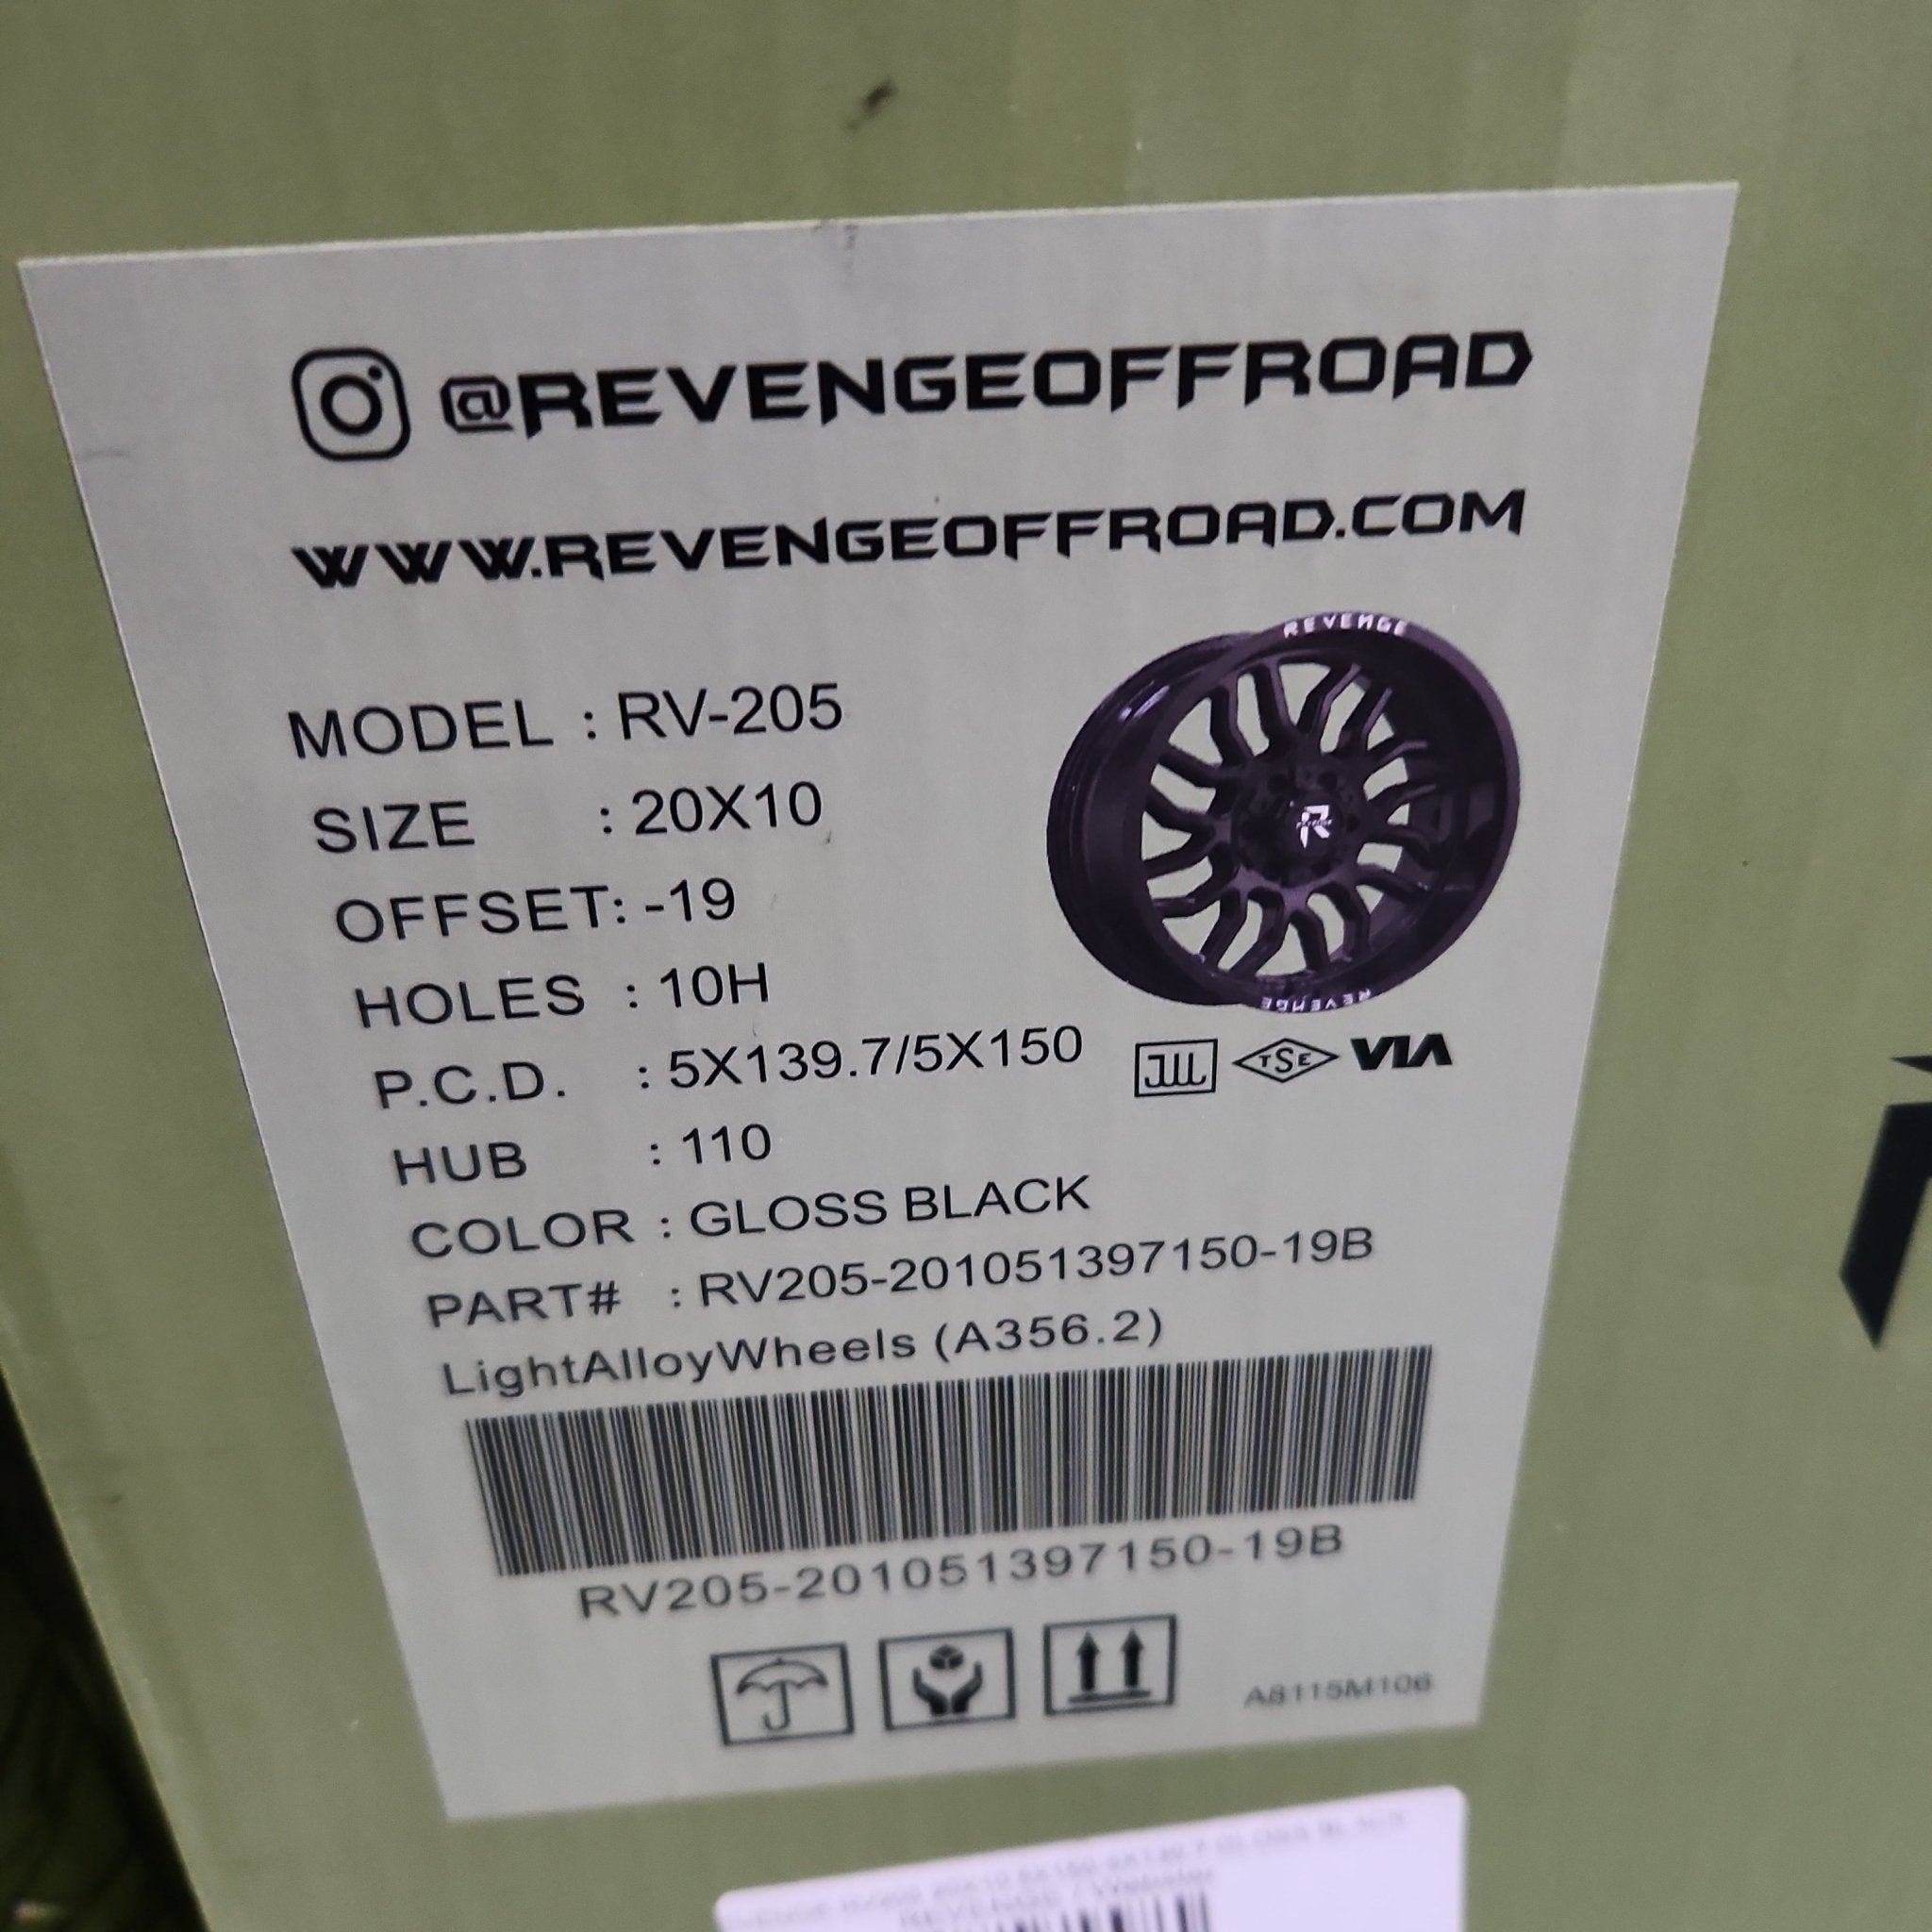 @REVENGEOFFROAD
WWW.REVENGEOFFROAD.COM
REVENGE
R
REVENGE
MODEL : RV-205
SIZE : 20X10
OFFSET: -19
HOLES : 10H
P.C.D. : 5X139.7/5X150
JWL TSE VIA
HUB : 110
COLOR : GLOSS BLACK
PART# : RV205-201051397150-19B
LightAlloyWheels (A356.2)
RV205-201051397150-19B
A8115M106